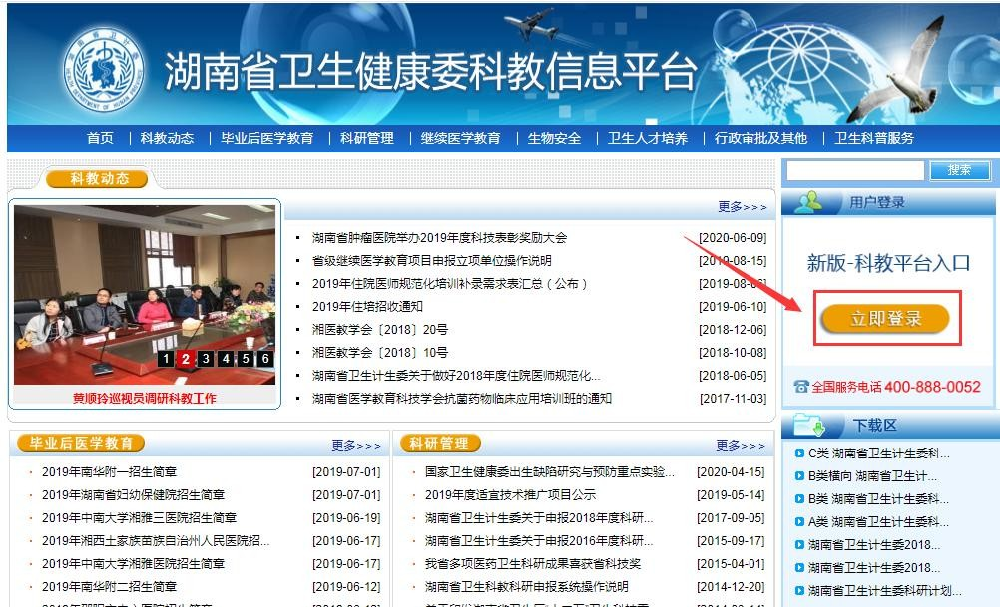 湖南省卫生健康委科教信息平台
首页 | 科教动态 | 毕业后医学教育 | 科研管理 | 继续医学教育 | 生物安全 | 卫生人才培养 | 行政审批及其他 | 卫生科普服务
科教动态
1 2 3 4 5 6
黄顺玲巡视员调研科教工作
更多>>>
湖南省肿瘤医院举办2019年度科技表彰奖励大会 [2020-06-09]
省级继续医学教育项目申报立项单位操作说明 [2019-08-15]
2019年住院医师规范化培训补录需求表汇总（公布） [2019-08-06]
2019年住培招收通知 [2019-06-10]
湘医教学会〔2018〕20号 [2018-12-06]
湘医教学会〔2018〕10号 [2018-10-08]
湖南省卫生计生委关于做好2018年度住院医师规范化... [2018-06-05]
湖南省医学教育科技学会抗菌药物临床应用培训班的通知 [2017-11-03]
搜索
用户登录
新版-科教平台入口
立即登录
全国服务电话 400-888-0052
毕业后医学教育
更多>>>
2019年南华附一招生简章 [2019-07-01]
2019年湖南省妇幼保健院招生简章 [2019-07-01]
2019年中南大学湘雅三医院招生简章 [2019-06-19]
2019年湘西土家族苗族自治州人民医院招... [2019-06-17]
2019年中南大学湘雅医院招生简章 [2019-06-17]
2019年南华附二招生简章 [2019-06-12]
科研管理
更多>>>
国家卫生健康委出生缺陷研究与预防重点实验... [2020-04-15]
2019年度适宜技术推广项目公示 [2019-05-14]
湖南省卫生计生委关于申报2018年度科研... [2017-09-05]
湖南省卫生计生委关于申报2016年度科研... [2015-09-17]
我省多项医药卫生科研成果喜获省科技奖 [2015-04-01]
湖南省卫生科教科研申报系统操作说明 [2014-12-20]
下载区
C类 湖南省卫生计生委科...
B类横向 湖南省卫生计...
B类 湖南省卫生计生委科...
A类 湖南省卫生计生委科...
湖南省卫生计生委2018...
湖南省卫生计生委2018...
湖南省卫生计生委科研计划...